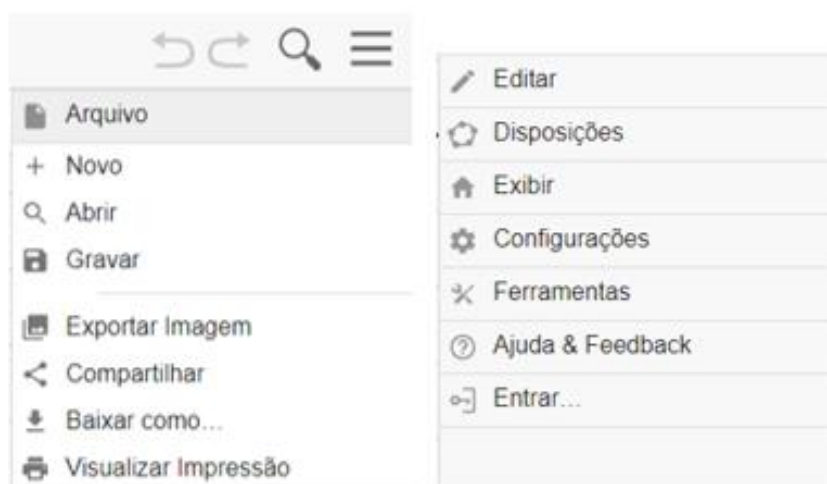 Arquivo
Novo
Abrir
Gravar
Exportar Imagem
Compartilhar
Baixar como...
Visualizar Impressão
Editar
Disposições
Exibir
Configurações
Ferramentas
Ajuda & Feedback
Entrar...